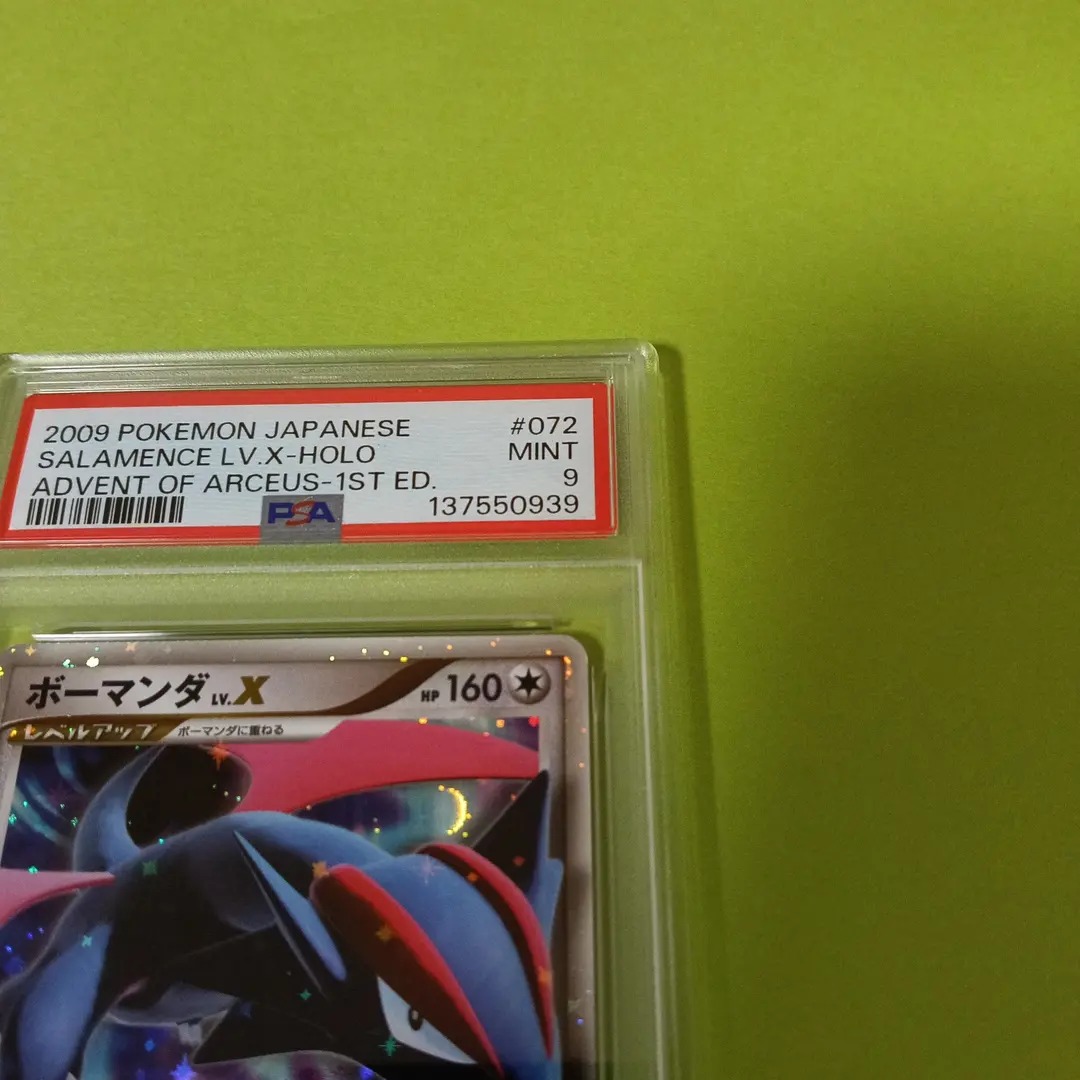 2009 POKEMON JAPANESE #072
SALAMENCE LV.X-HOLO MINT
ADVENT OF ARCEUS-1ST ED. 9
PSA 137550939
ボーマンダ LV.X HP 160
レベルアップ ボーマンダに重ねる